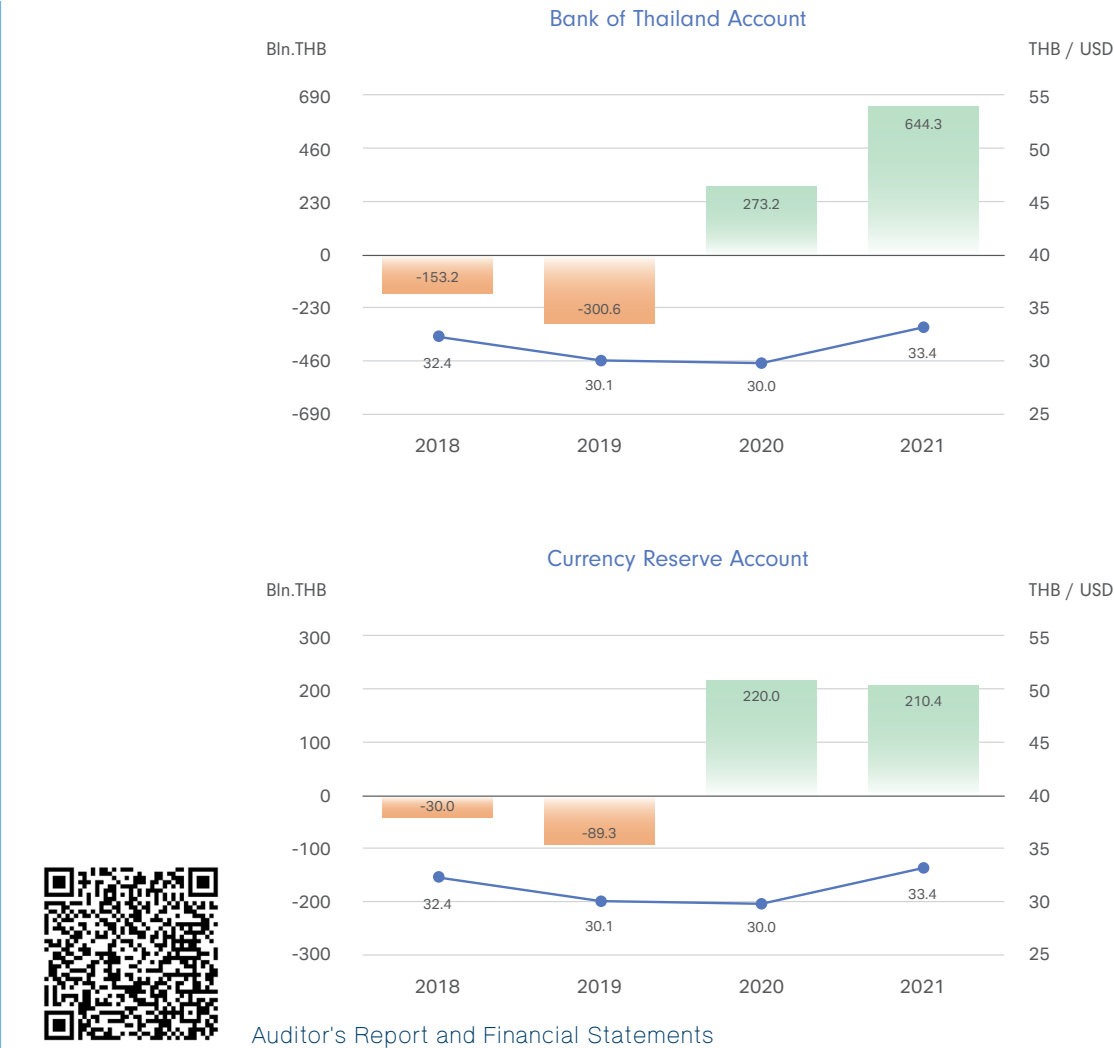 Bank of Thailand Account
Bln.THB THB / USD
690 55
644.3
460 50
230 273.2 45
0 40
-153.2
-230 -300.6 35
-460 32.4 33.4 30
30.1 30.0
-690 25
2018 2019 2020 2021
Currency Reserve Account
Bln.THB THB / USD
300 55
200 220.0 210.4 50
100 45
0 40
-30.0
-89.3
-100 35
-200 32.4 33.4 30
30.1 30.0
-300 25
2018 2019 2020 2021
Auditor's Report and Financial Statements